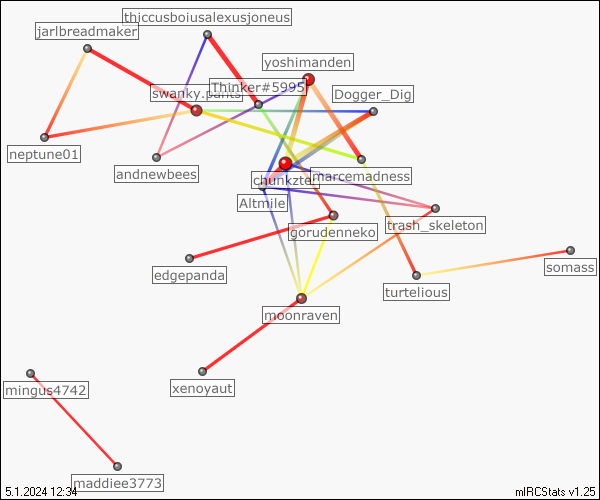 thiccusboiusalexusjoneus
jarlbreadmaker
yoshimanden
swanky.pants
Thinker#5995
Dogger_Dig
neptune01
andnewbees
chunkzter
marcemadness
Altmile
trash_skeleton
gorudenneko
edgepanda
somass
turtelious
moonraven
xenoyaut
mingus4742
maddiee3773
5.1.2024 12:34
mIRCStats v1.25